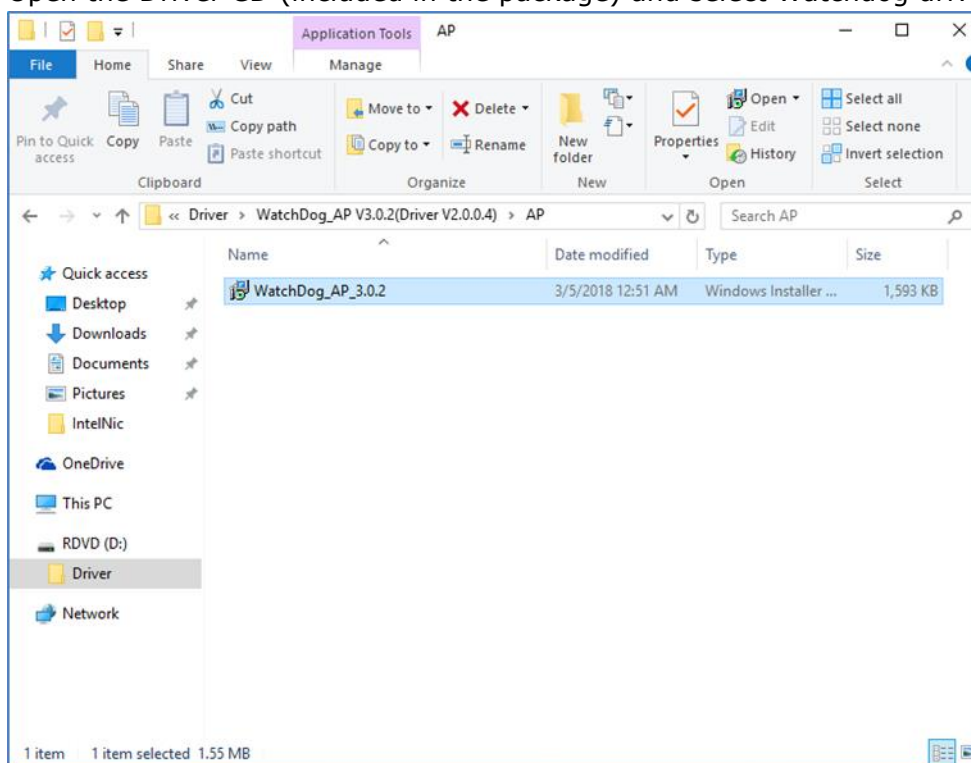 Open the Driver CD (included in the package) and select Watchdog
Application Tools AP
File Home Share View Manage
Pin to Quick access
Copy
Paste
Cut
Copy path
Paste shortcut
Move to
Copy to
Delete
Rename
New folder
Properties
Open
Edit
History
Select all
Select none
Invert selection
Clipboard Organize New Open Select
« Driver > WatchDog_AP V3.0.2(Driver V2.0.0.4) > AP
Search AP
Name Date modified Type Size
WatchDog_AP_3.0.2 3/5/2018 12:51 AM Windows Installer ... 1,593 KB
Quick access
Desktop
Downloads
Documents
Pictures
IntelNic
OneDrive
This PC
RDVD (D:)
Driver
Network
1 item 1 item selected 1.55 MB